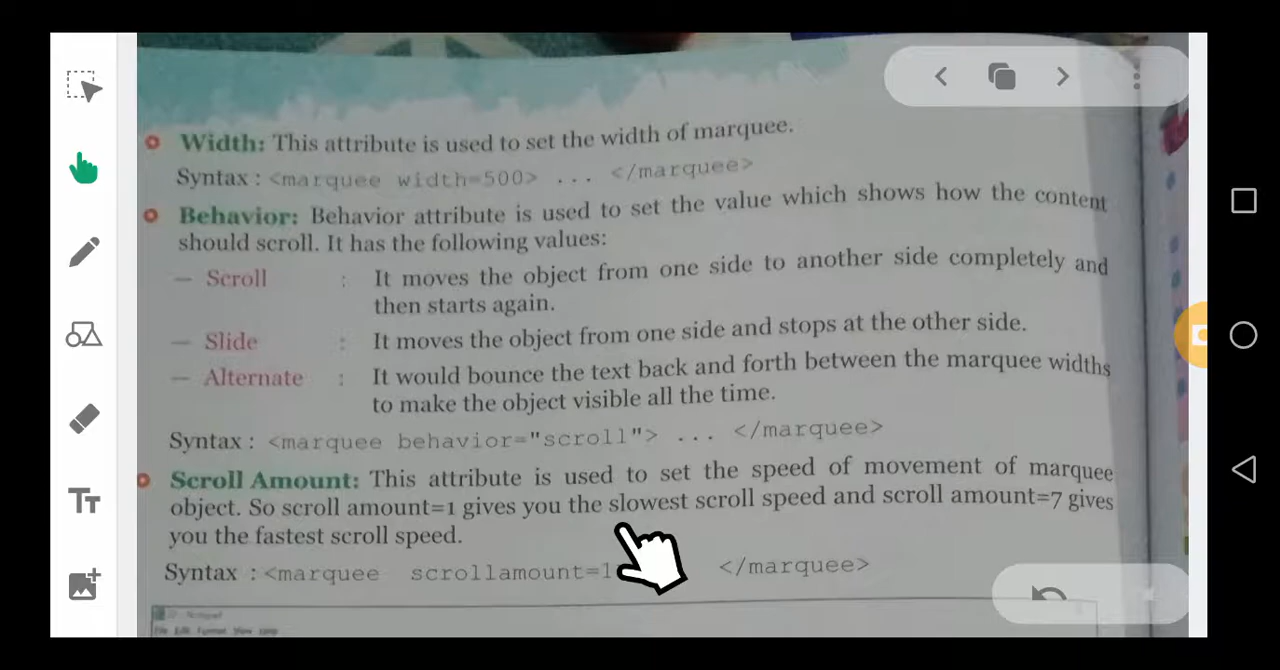 Width: This attribute is used to set the width of marquee.
Syntax : <marquee width=500> ... </marquee>
Behavior: Behavior attribute is used to set the value which shows how the content
should scroll. It has the following values:
— Scroll : It moves the object from one side to another side completely and
then starts again.
— Slide : It moves the object from one side and stops at the other side.
— Alternate : It would bounce the text back and forth between the marquee widths
to make the object visible all the time.
Syntax : <marquee behavior="scroll"> ... </marquee>
Scroll Amount: This attribute is used to set the speed of movement of marquee
object. So scroll amount=1 gives you the slowest scroll speed and scroll amount=7 gives
you the fastest scroll speed.
Syntax : <marquee scrollamount=1 </marquee>
Notepad
File Edit Format View Help
TT